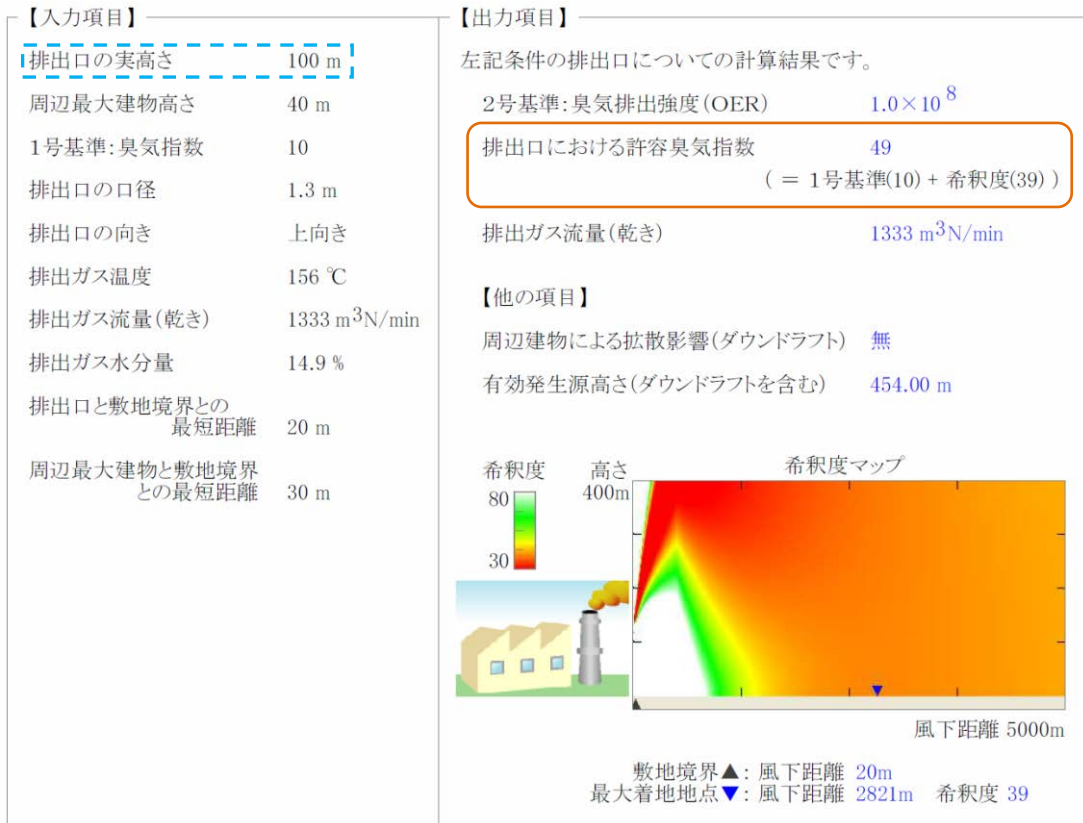 【入力項目】
排出口の実高さ 100 m
周辺最大建物高さ 40 m
1号基準:臭気指数 10
排出口の口径 1.3 m
排出口の向き 上向き
排出ガス温度 156 ℃
排出ガス流量(乾き) 1333 m³N/min
排出ガス水分量 14.9 %
排出口と敷地境界との
最短距離 20 m
周辺最大建物と敷地境界
との最短距離 30 m
【出力項目】
左記条件の排出口についての計算結果です。
2号基準:臭気排出強度(OER) 1.0×10⁸
排出口における許容臭気指数 49
( = 1号基準(10) + 希釈度(39) )
排出ガス流量(乾き) 1333 m³N/min
【他の項目】
周辺建物による拡散影響(ダウンドラフト) 無
有効発生源高さ(ダウンドラフトを含む) 454.00 m
希釈度マップ
希釈度 高さ
80 400m
30
風下距離 5000m
敷地境界▲: 風下距離 20m
最大着地地点▼: 風下距離 2821m 希釈度 39